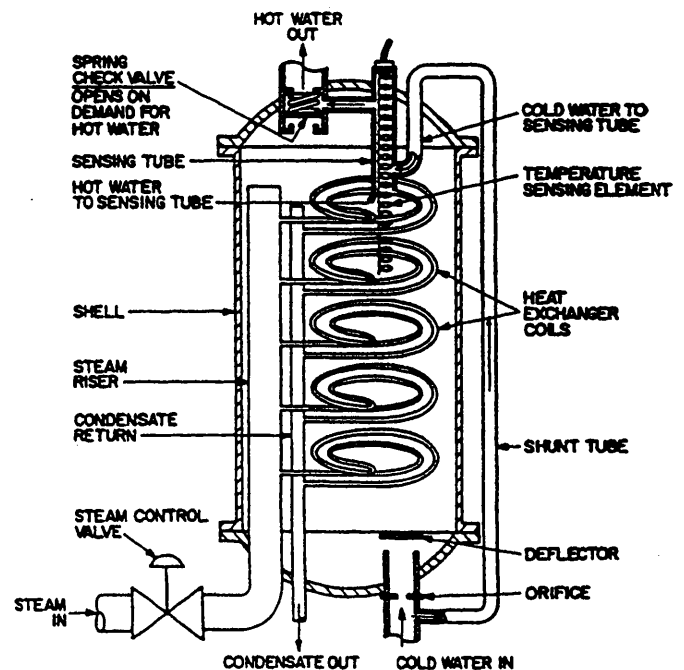 HOT WATER
OUT
SPRING
CHECK VALVE
OPENS ON
DEMAND FOR
HOT WATER
COLD WATER TO
SENSING TUBE
SENSING TUBE
TEMPERATURE
SENSING ELEMENT
HOT WATER
TO SENSING TUBE
HEAT
EXCHANGER
COILS
SHELL
STEAM
RISER
CONDENSATE
RETURN
SHUNT TUBE
STEAM CONTROL
VALVE
DEFLECTOR
ORIFICE
STEAM
IN
CONDENSATE OUT
COLD WATER IN